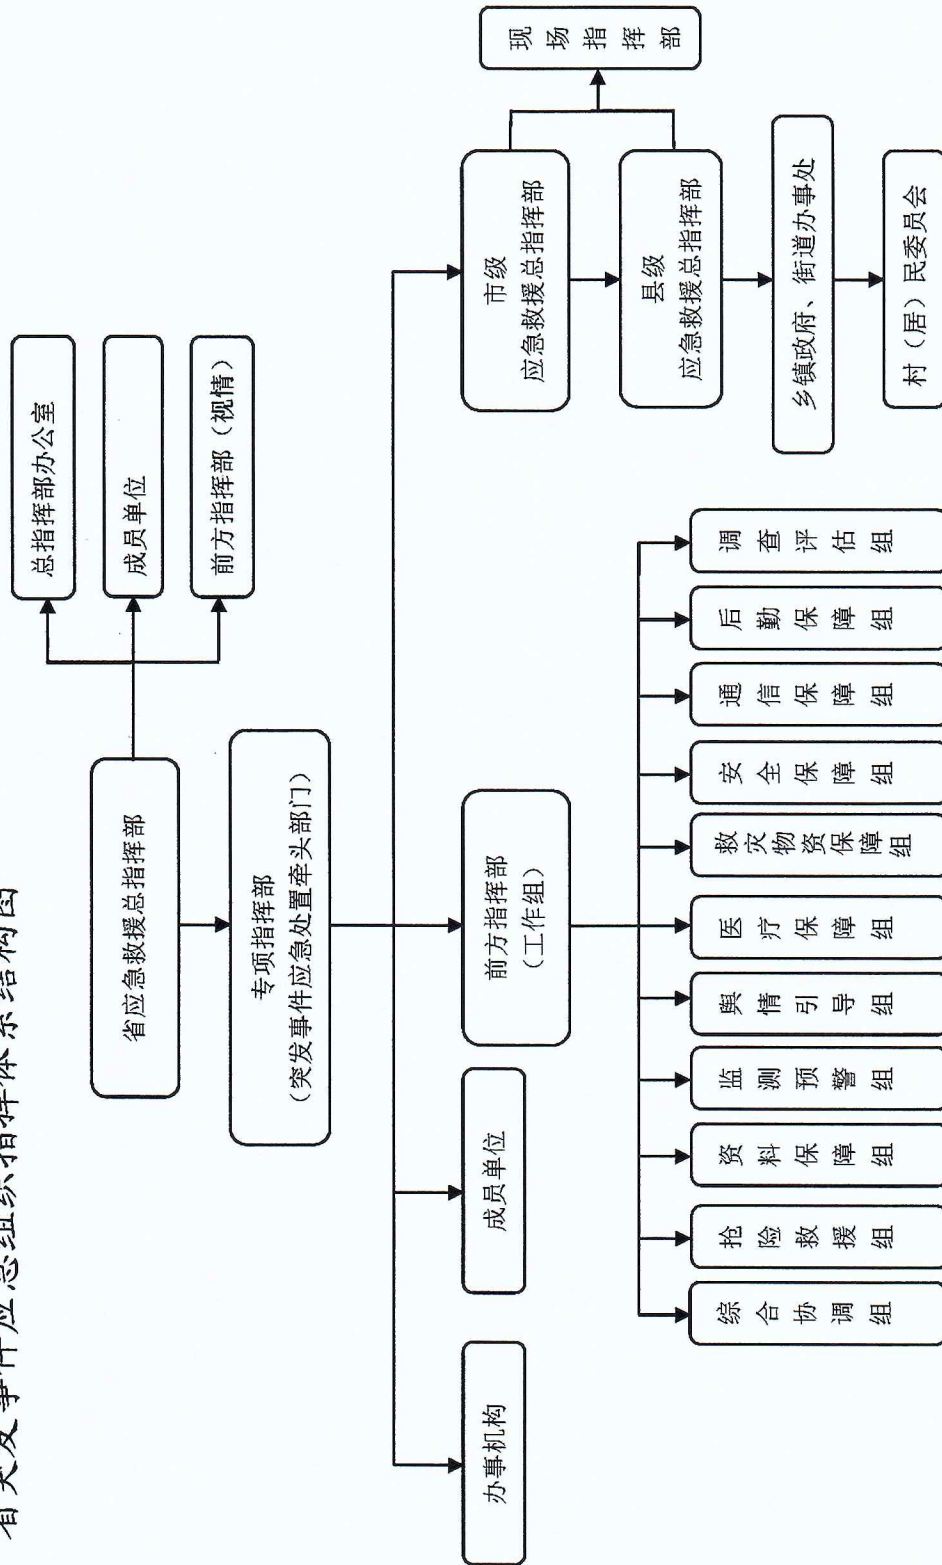 省突发事件应急组织指挥体系结构图
总指挥部办公室
成员单位
前方指挥部（视情）
省应急救援总指挥部
专项指挥部
（突发事件应急处置牵头部门）
办事机构
成员单位
前方指挥部
（工作组）
市级
应急救援总指挥部
县级
应急救援总指挥部
现场指挥部
乡镇政府、街道办事处
村（居）民委员会
综合协调组
抢险救援组
资料保障组
监测预警组
舆情引导组
医疗保障组
救灾物资保障组
安全保障组
通信保障组
后勤保障组
调查评估组